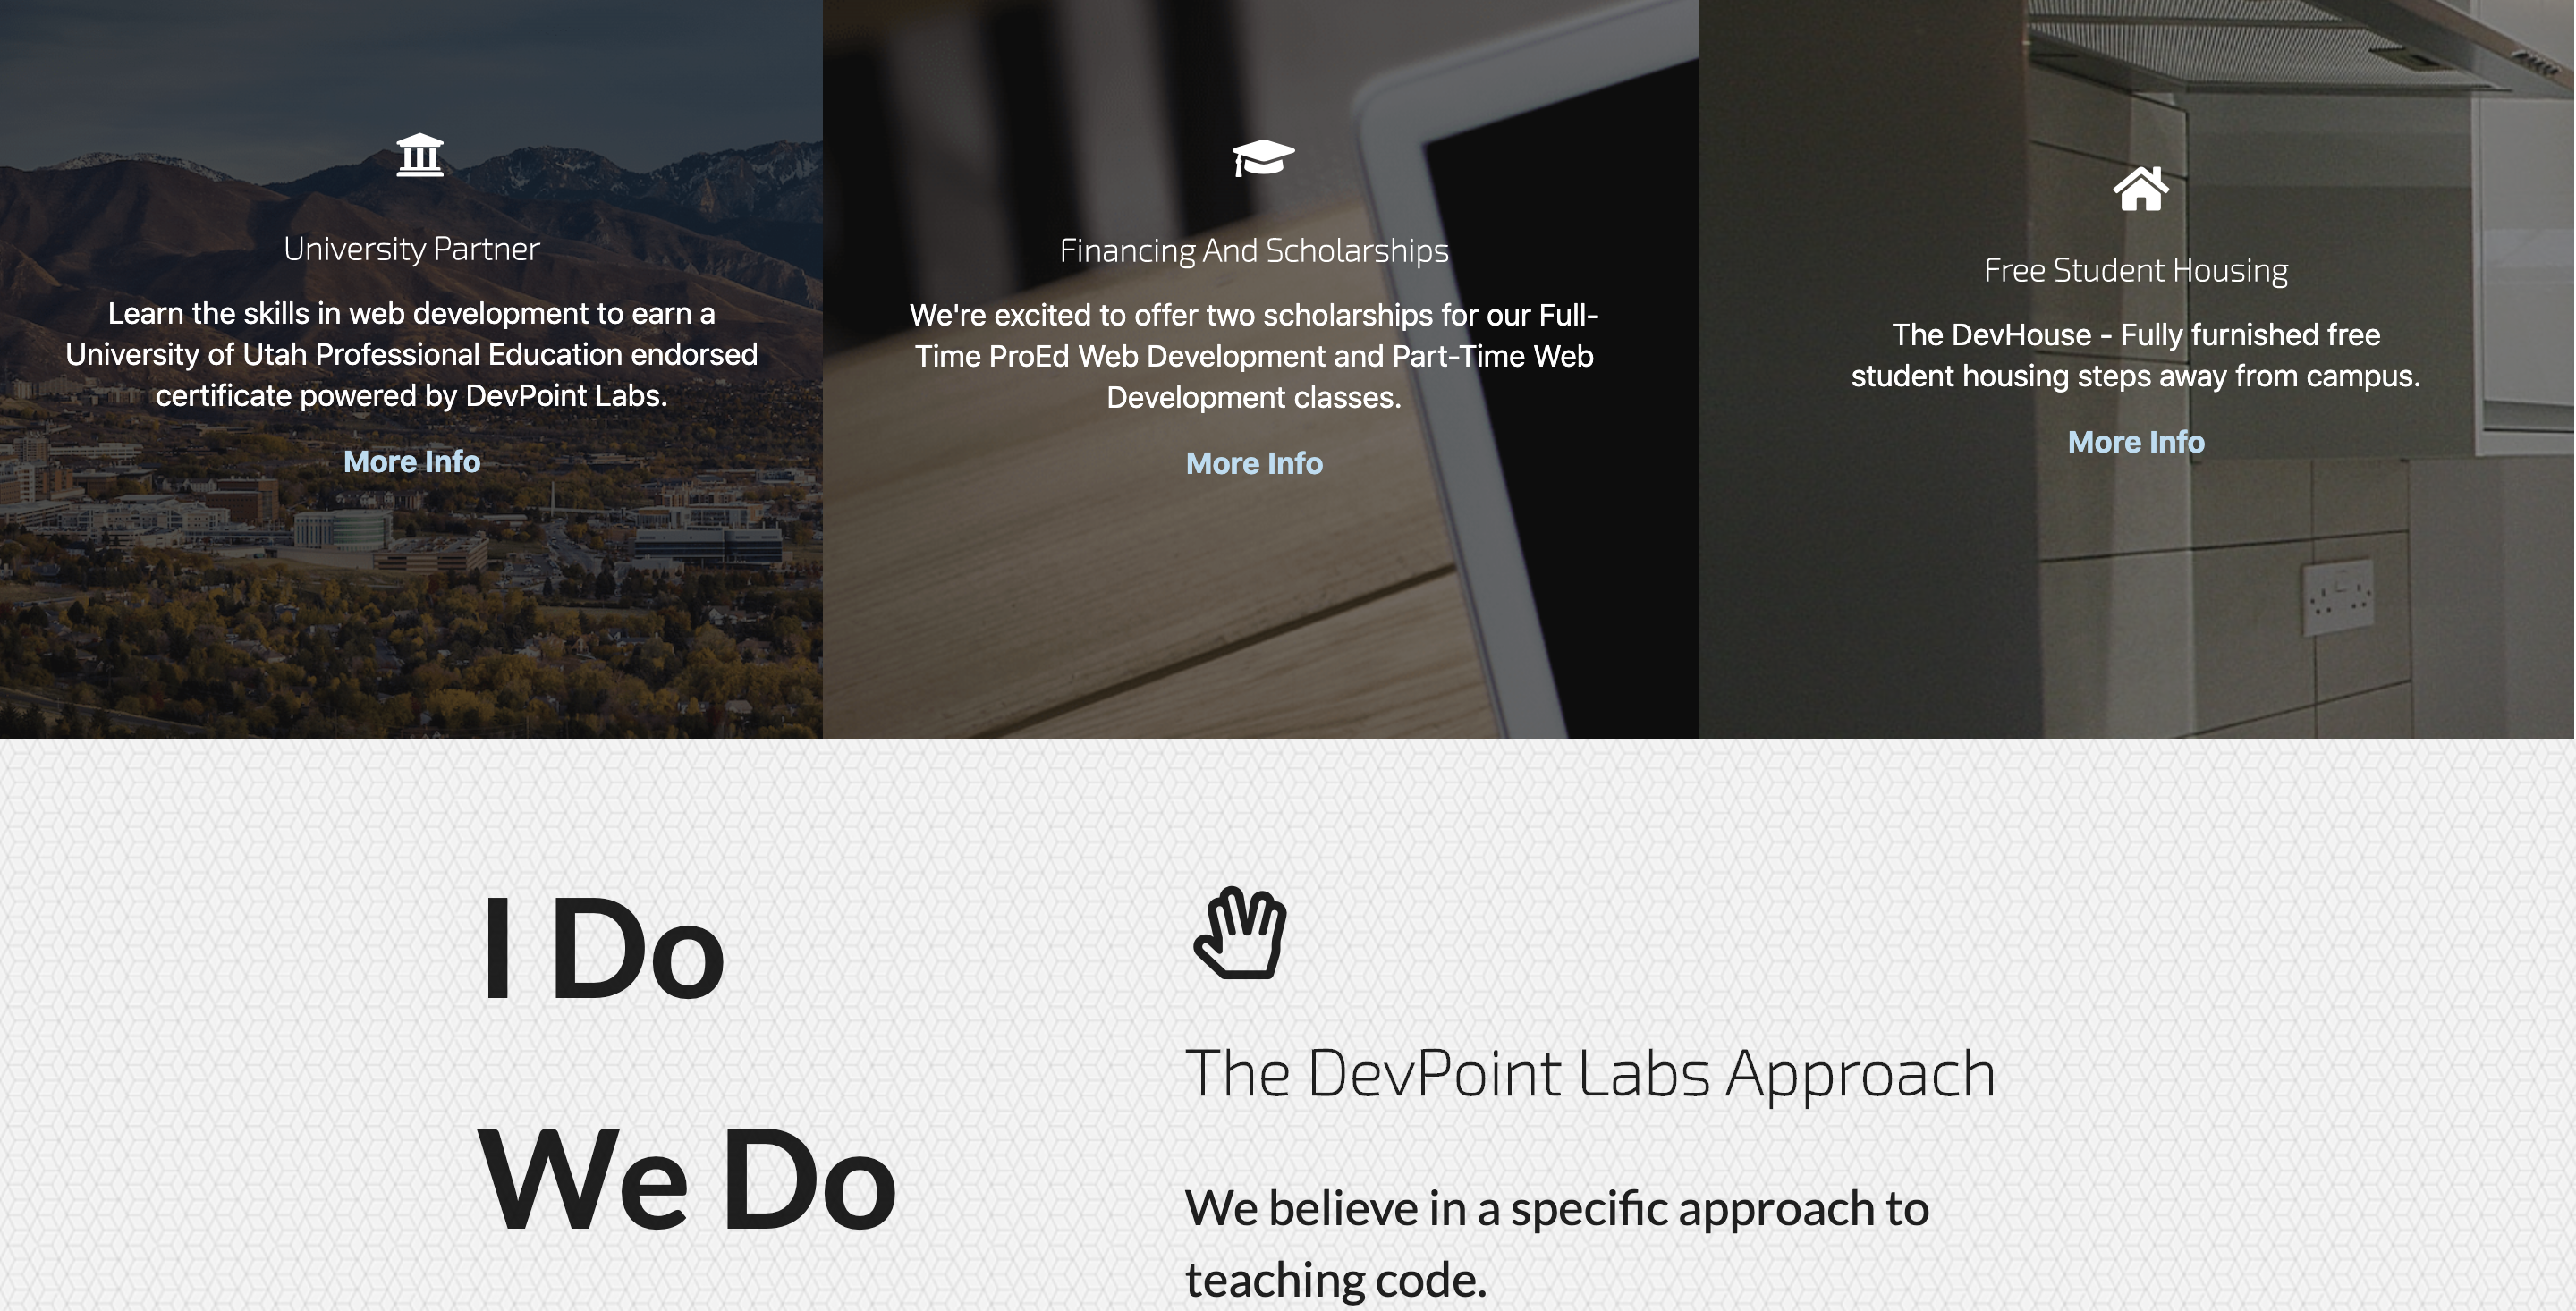 University Partner
Learn the skills in web development to earn a
University of Utah Professional Education endorsed
certificate powered by DevPoint Labs.
More Info
Financing And Scholarships
We're excited to offer two scholarships for our Full-
Time ProEd Web Development and Part-Time Web
Development classes.
More Info
Free Student Housing
The DevHouse - Fully furnished free
student housing steps away from campus.
More Info
I Do
We Do
The DevPoint Labs Approach
We believe in a specific approach to
teaching code.